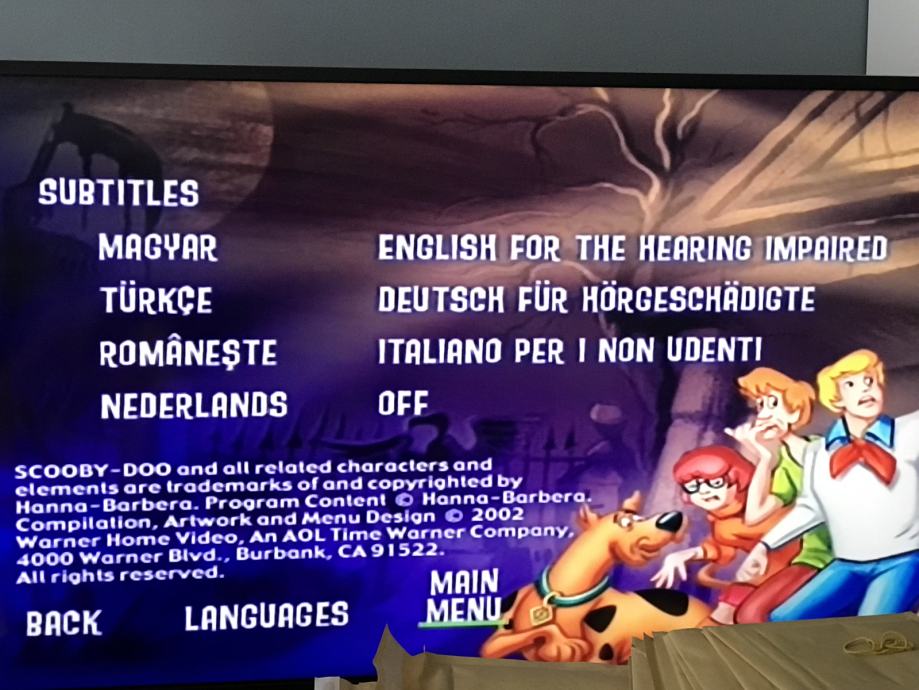 SUBTITLES
MAGYAR
TÜRKÇE
ROMÂNEŞTE
NEDERLANDS
ENGLISH FOR THE HEARING IMPAIRED
DEUTSCH FÜR HÖRGESCHÄDIGTE
ITALIANO PER I NON UDENTI
OFF
SCOOBY-DOO and all related characters and
elements are trademarks of and copyrighted by
Hanna-Barbera. Program Content © Hanna-Barbera.
Compilation, Artwork and Menu Design © 2002
Warner Home Video, An AOL Time Warner Company,
4000 Warner Blvd., Burbank, CA 91522.
All rights reserved.
BACK
LANGUAGES
MAIN
MENU